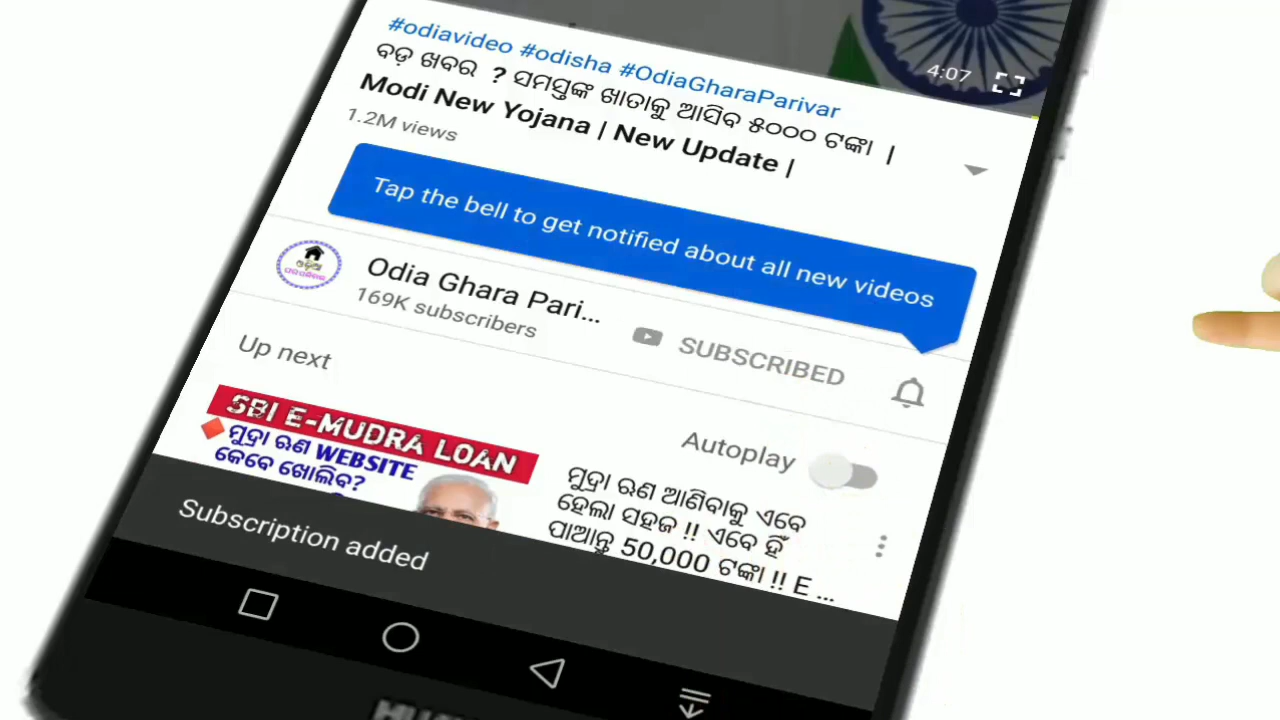 4:07
#odiavideo #odisha #OdiaGharaParivar
ବଡ଼ ଖବର ? ସମସ୍ତଙ୍କ ଖାତାକୁ ଆସିବ ୫୦୦୦ ଟଙ୍କା |
Modi New Yojana | New Update |
1.2M views
Tap the bell to get notified about all new videos
Odia Ghara Pari...
169K subscribers
SUBSCRIBED
Up next
Autoplay
SBI E-MUDRA LOAN
ମୁଦ୍ରା ଋଣ WEBSITE
କେବେ ଖୋଲିବ?
ମୁଦ୍ରା ଋଣ ଆଣିବାକୁ ଏବେ
ହେଲା ସହଜ !! ଏବେ ହିଁ
ପାଆନ୍ତୁ 50,000 ଟଙ୍କା !! E ...
Subscription added